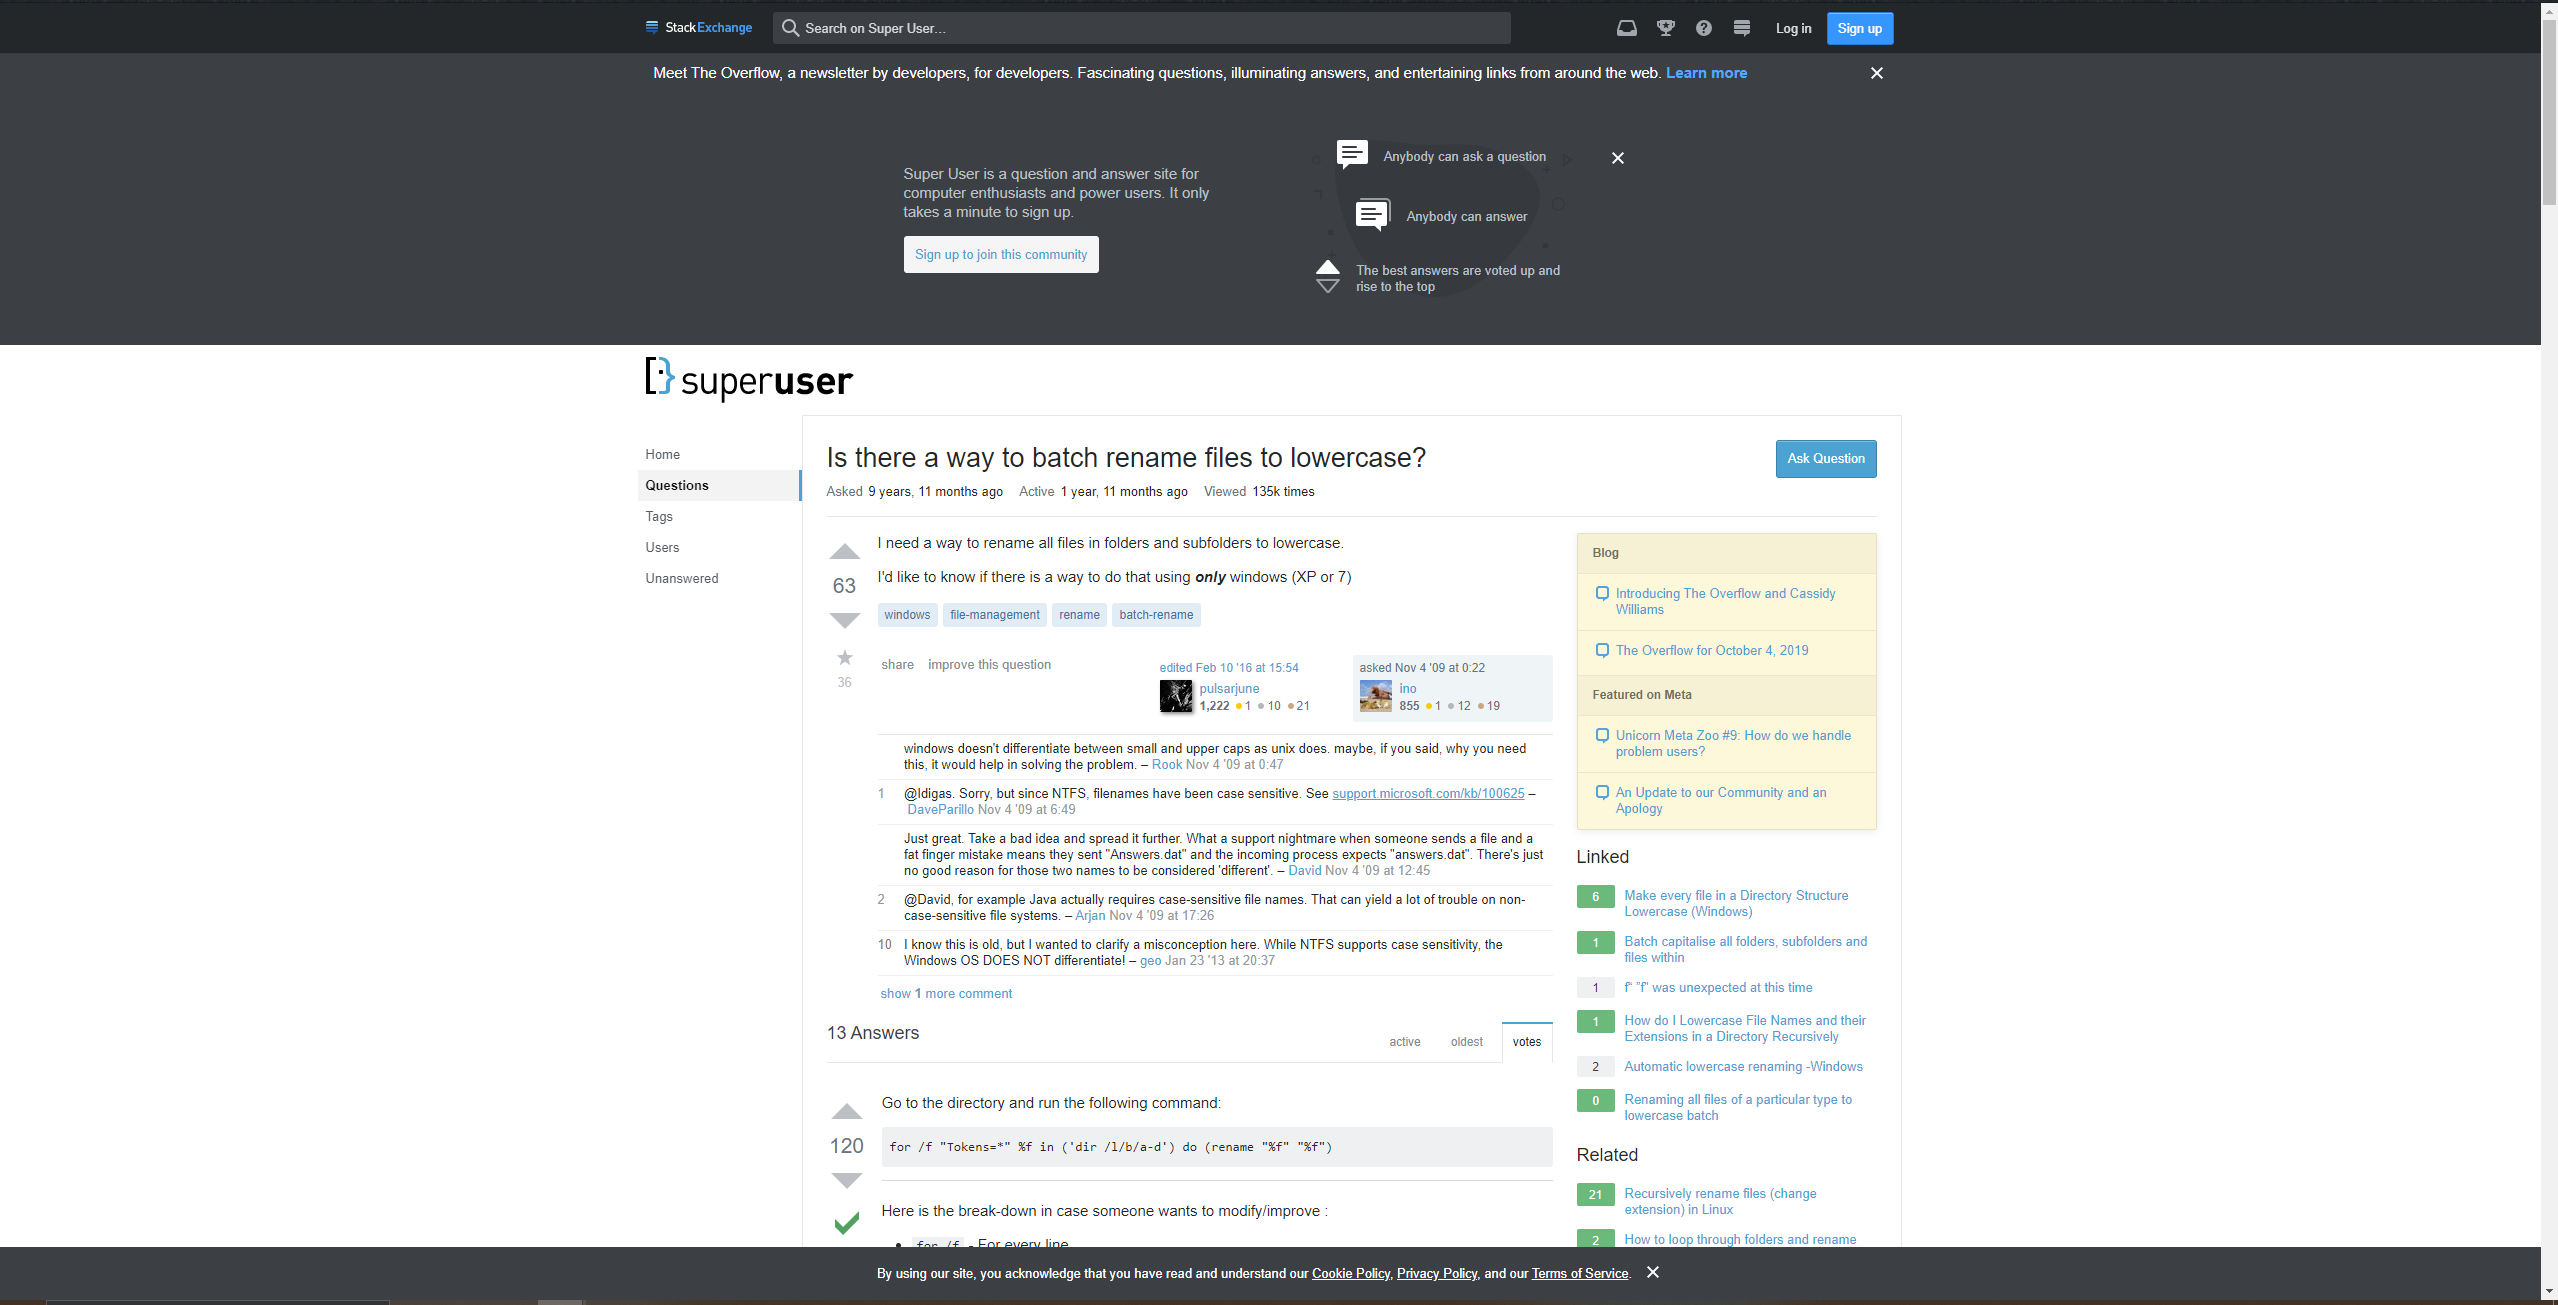 StackExchange
Search on Super User...
Log in
Sign up
Meet The Overflow, a newsletter by developers, for developers. Fascinating questions, illuminating answers, and entertaining links from around the web. Learn more
Super User is a question and answer site for
computer enthusiasts and power users. It only
takes a minute to sign up.
Sign up to join this community
Anybody can ask a question
Anybody can answer
The best answers are voted up and
rise to the top
superuser
Home
Questions
Tags
Users
Unanswered
Is there a way to batch rename files to lowercase?
Ask Question
Asked 9 years, 11 months ago Active 1 year, 11 months ago Viewed 135k times
63
36
I need a way to rename all files in folders and subfolders to lowercase.
I'd like to know if there is a way to do that using only windows (XP or 7)
windows file-management rename batch-rename
share improve this question
edited Feb 10 '16 at 15:54
pulsarjune
1,222 1 10 21
asked Nov 4 '09 at 0:22
ino
855 1 12 19
windows doesn't differentiate between small and upper caps as unix does. maybe, if you said, why you need
this, it would help in solving the problem. – Rook Nov 4 '09 at 0:47
1 @Idigas. Sorry, but since NTFS, filenames have been case sensitive. See support.microsoft.com/kb/100625 –
DaveParillo Nov 4 '09 at 6:49
Just great. Take a bad idea and spread it further. What a support nightmare when someone sends a file and a
fat finger mistake means they sent "Answers.dat" and the incoming process expects "answers.dat". There's just
no good reason for those two names to be considered 'different'. – David Nov 4 '09 at 12:45
2 @David, for example Java actually requires case-sensitive file names. That can yield a lot of trouble on non-
case-sensitive file systems. – Arjan Nov 4 '09 at 17:26
10 I know this is old, but I wanted to clarify a misconception here. While NTFS supports case sensitivity, the
Windows OS DOES NOT differentiate! – geo Jan 23 '13 at 20:37
show 1 more comment
13 Answers
active oldest votes
120
Go to the directory and run the following command:
for /f "Tokens=*" %f in ('dir /l/b/a-d') do (rename "%f" "%f")
Here is the break-down in case someone wants to modify/improve :
for /f - For every line
Blog
Introducing The Overflow and Cassidy
Williams
The Overflow for October 4, 2019
Featured on Meta
Unicorn Meta Zoo #9: How do we handle
problem users?
An Update to our Community and an
Apology
Linked
6 Make every file in a Directory Structure
Lowercase (Windows)
1 Batch capitalise all folders, subfolders and
files within
1 f“ ”f” was unexpected at this time
1 How do I Lowercase File Names and their
Extensions in a Directory Recursively
2 Automatic lowercase renaming -Windows
0 Renaming all files of a particular type to
lowercase batch
Related
21 Recursively rename files (change
extension) in Linux
2 How to loop through folders and rename
By using our site, you acknowledge that you have read and understand our Cookie Policy, Privacy Policy, and our Terms of Service.